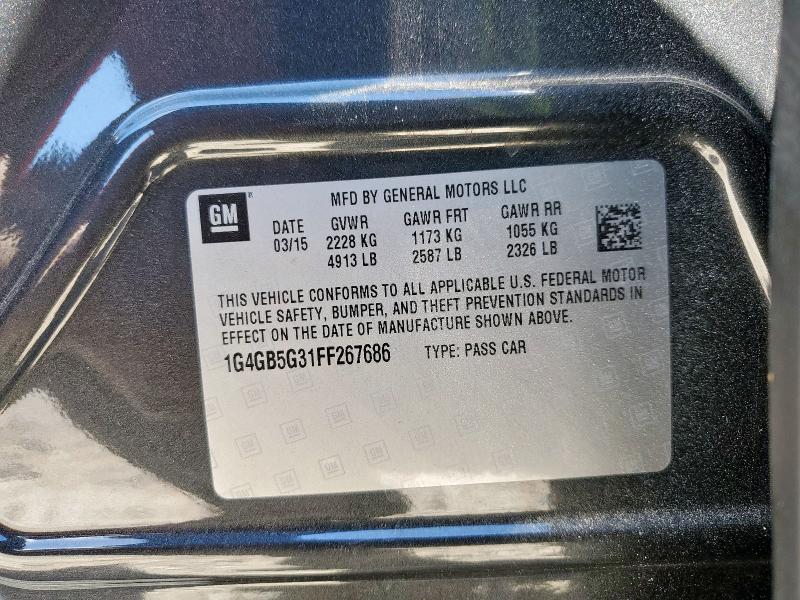 GM
MFD BY GENERAL MOTORS LLC
DATE GVWR GAWR FRT GAWR RR
03/15 2228 KG 1173 KG 1055 KG
4913 LB 2587 LB 2326 LB
THIS VEHICLE CONFORMS TO ALL APPLICABLE U.S. FEDERAL MOTOR
VEHICLE SAFETY, BUMPER, AND THEFT PREVENTION STANDARDS IN
EFFECT ON THE DATE OF MANUFACTURE SHOWN ABOVE.
1G4GB5G31FF267686 TYPE: PASS CAR